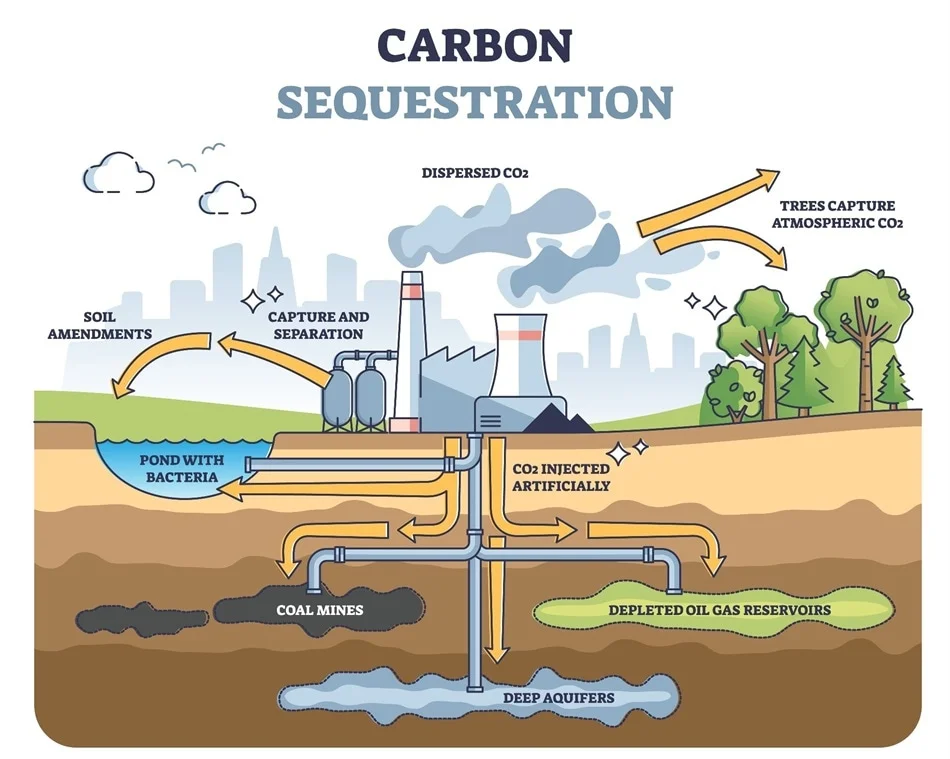 CARBON
SEQUESTRATION
DISPERSED CO2
TREES CAPTURE
ATMOSPHERIC CO2
SOIL
AMENDMENTS
CAPTURE AND
SEPARATION
POND WITH
BACTERIA
CO2 INJECTED
ARTIFICIALLY
COAL MINES
DEPLETED OIL GAS RESERVOIRS
DEEP AQUIFERS